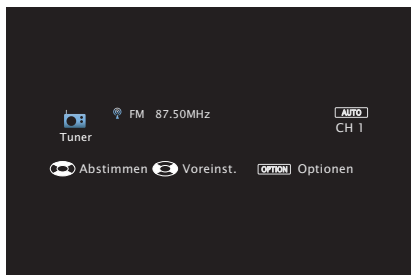 FM 87.50MHz
AUTO
CH 1
Tuner
Abstimmen Voreinst. OPTION Optionen